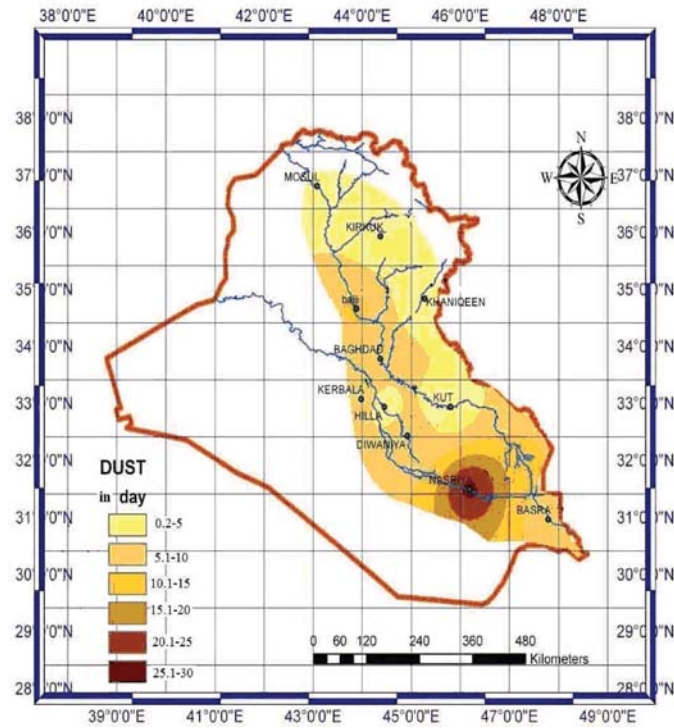 38°0'0"E 40°0'0"E 42°0'0"E 44°0'0"E 46°0'0"E 48°0'0"E
38°0'0"N 38°0'0"N
N
W E
S
37°0'0"N 37°0'0"N
MOSUL
36°0'0"N 36°0'0"N
KIRKUK
35°0'0"N 35°0'0"N
baiji KHANIQEEN
34°0'0"N 34°0'0"N
BAGHDAD
33°0'0"N 33°0'0"N
KERBALA KUT
HILLA
DIWANIYA
32°0'0"N 32°0'0"N
DUST
in day
31°0'0"N 31°0'0"N
BASRA
0.2-5
5.1-10
30°0'0"N 30°0'0"N
10.1-15
15.1-20
29°0'0"N 29°0'0"N
20.1-25
0 60 120 240 360 480
Kilometers
25.1-30
28°0'0"N 28°0'0"N
39°0'0"E 41°0'0"E 43°0'0"E 45°0'0"E 47°0'0"E 49°0'0"E